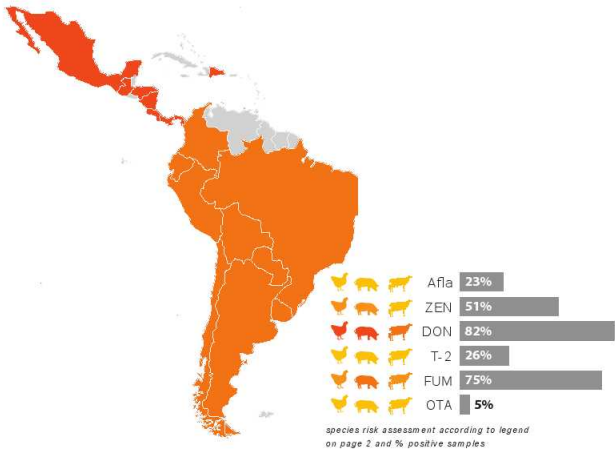 Afla 23%
ZEN 51%
DON 82%
T-2 26%
FUM 75%
OTA 5%
species risk assessment according to legend
on page 2 and % positive samples